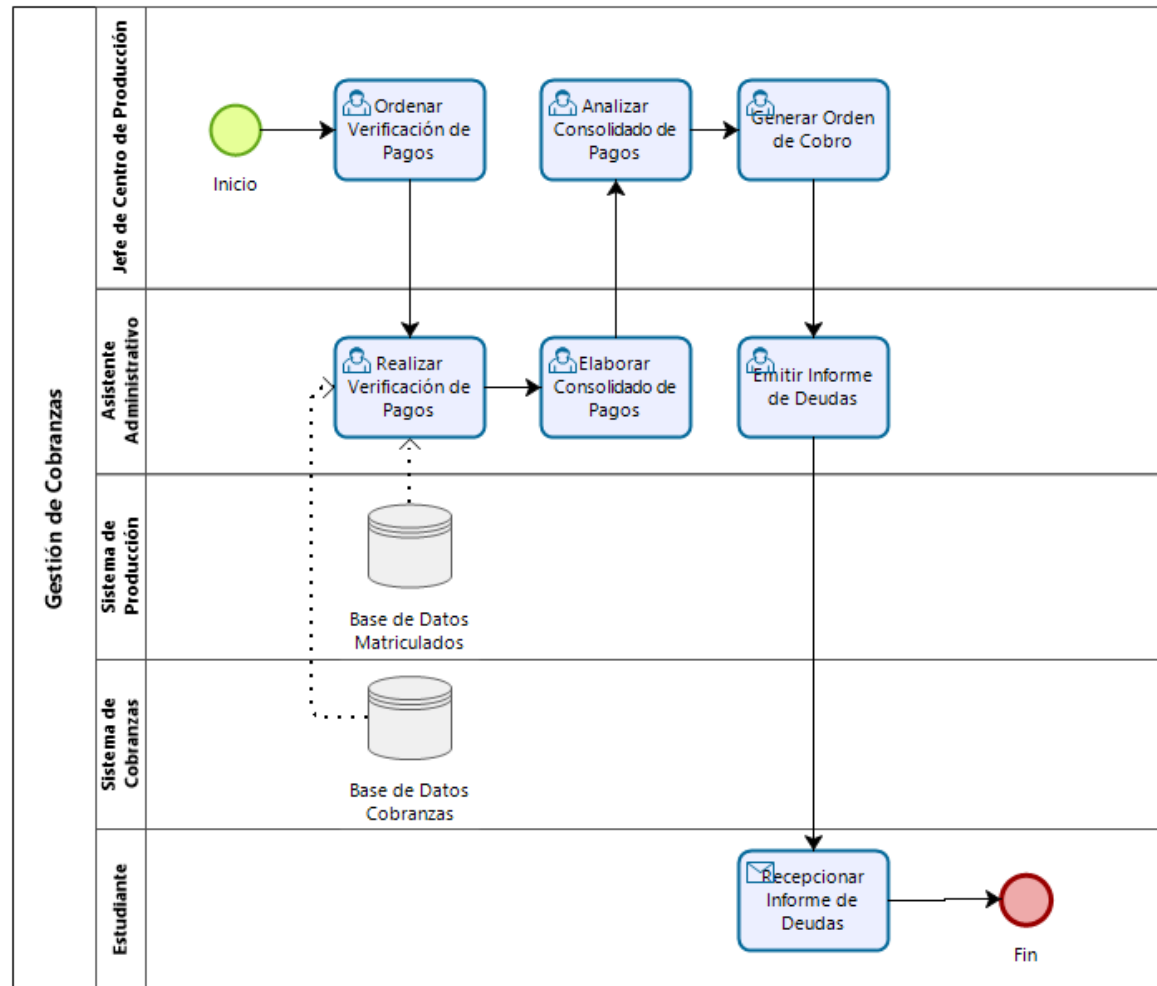 Gestión de Cobranzas
Jefe de Centro de Producción
Inicio
Ordenar
Verificación de
Pagos
Analizar
Consolidado de
Pagos
Generar Orden
de Cobro
Asistente
Administrativo
Realizar
Verificación de
Pagos
Elaborar
Consolidado de
Pagos
Emitir Informe
de Deudas
Sistema de
Producción
Base de Datos
Matriculados
Sistema de
Cobranzas
Base de Datos
Cobranzas
Estudiante
Recepcionar
Informe de
Deudas
Fin